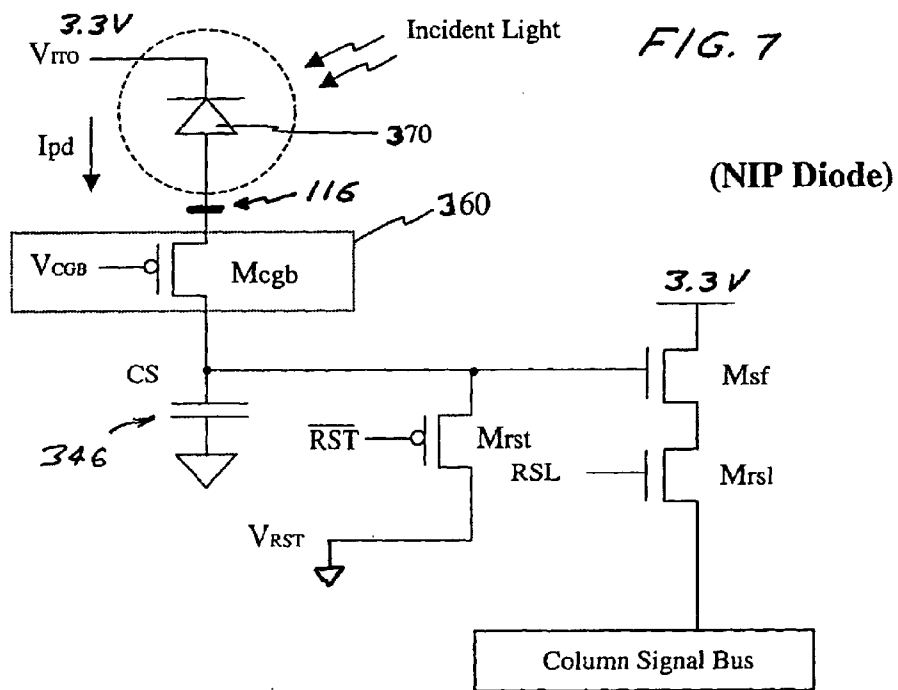 3.3V
VITO
Incident Light
FIG. 7
Ipd
370
(NIP Diode)
116
360
VCGB
Mcgb
3.3V
CS
Msf
346
RST
Mrst
RSL
Mrsl
VRST
Column Signal Bus